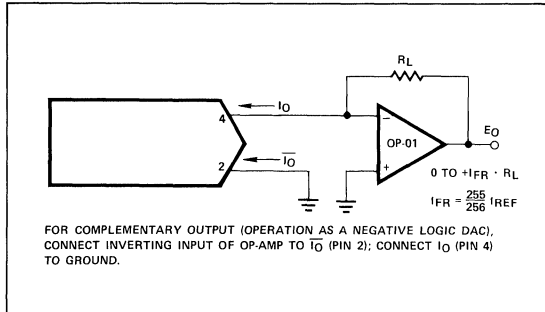 RL
4
IO
−
OP-01
EO
+
2
I̅O̅
0 TO +IFR · RL
IFR = 255/256 IREF
FOR COMPLEMENTARY OUTPUT (OPERATION AS A NEGATIVE LOGIC DAC),
CONNECT INVERTING INPUT OF OP-AMP TO I̅O̅ (PIN 2); CONNECT IO (PIN 4)
TO GROUND.